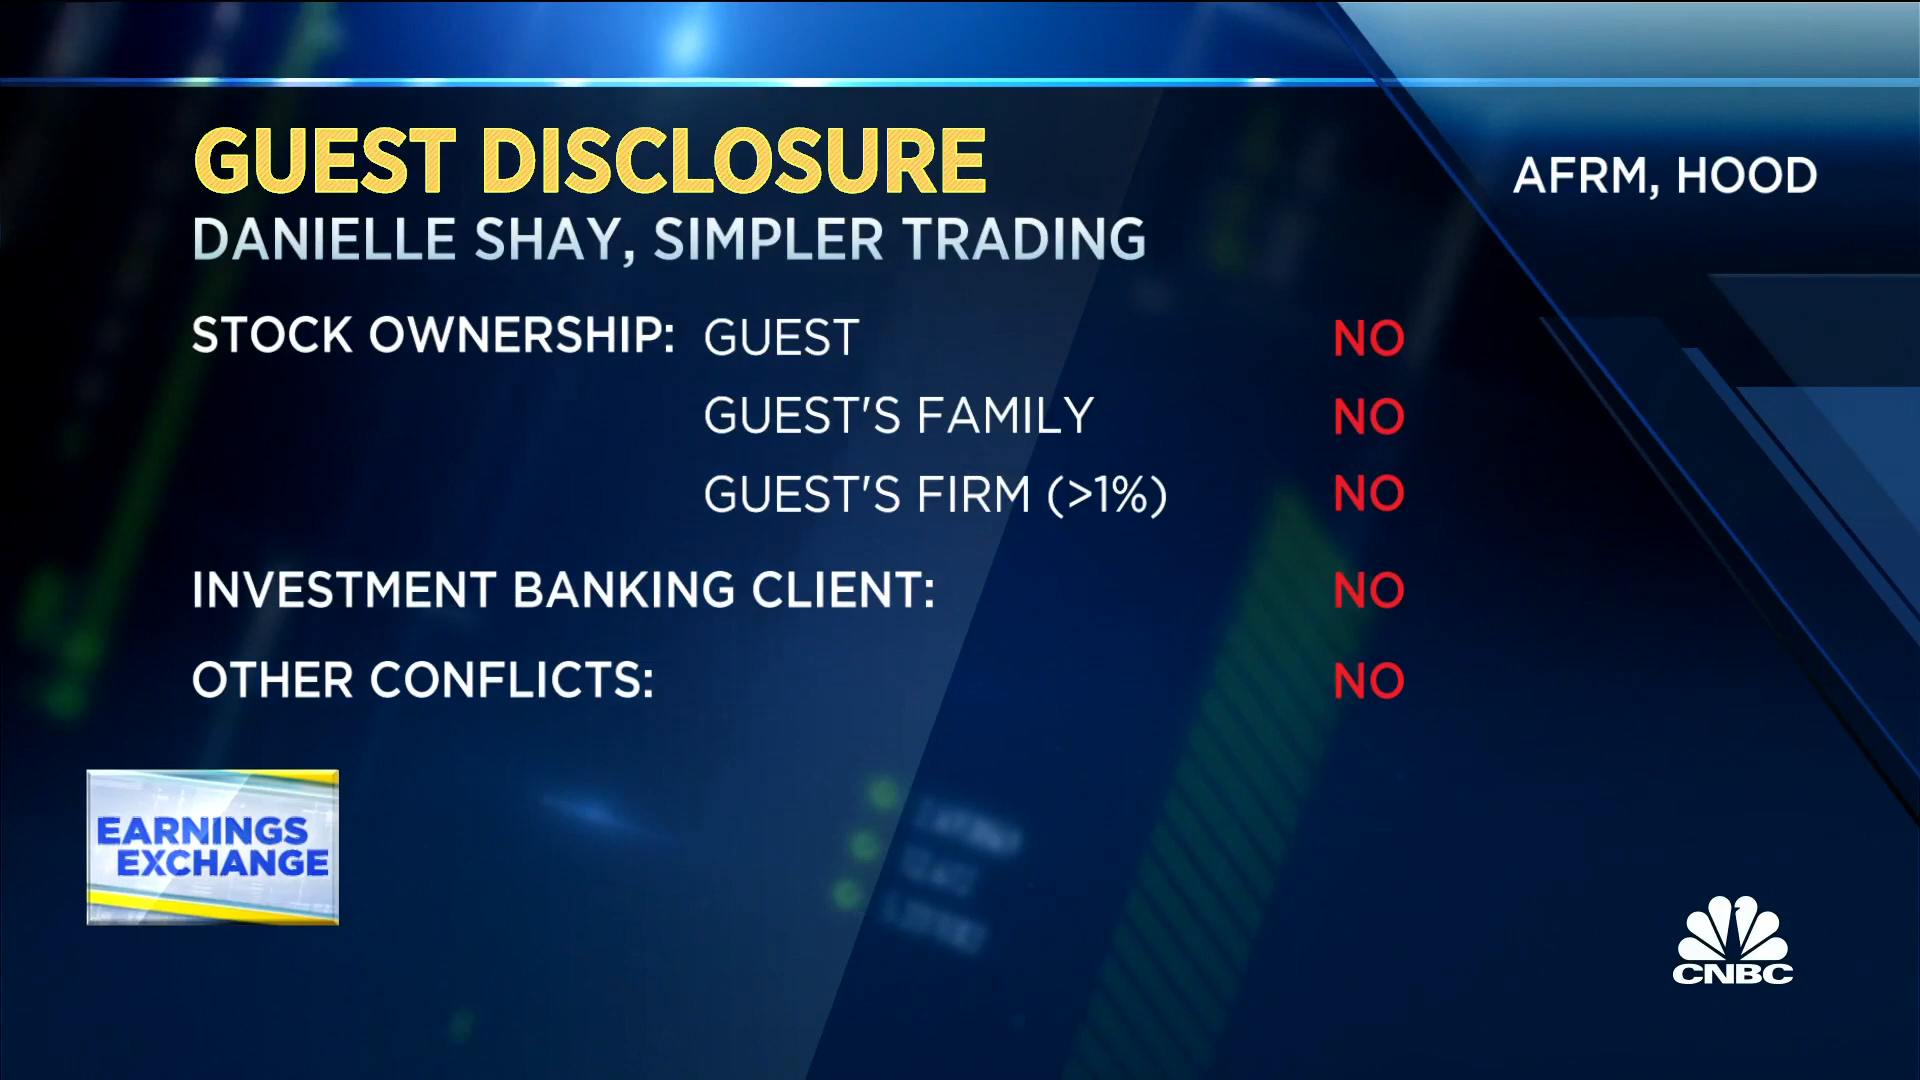 GUEST DISCLOSURE
AFRM, HOOD
DANIELLE SHAY, SIMPLER TRADING
STOCK OWNERSHIP: GUEST NO
GUEST'S FAMILY NO
GUEST'S FIRM (>1%) NO
INVESTMENT BANKING CLIENT: NO
OTHER CONFLICTS: NO
EARNINGS
EXCHANGE
CNBC